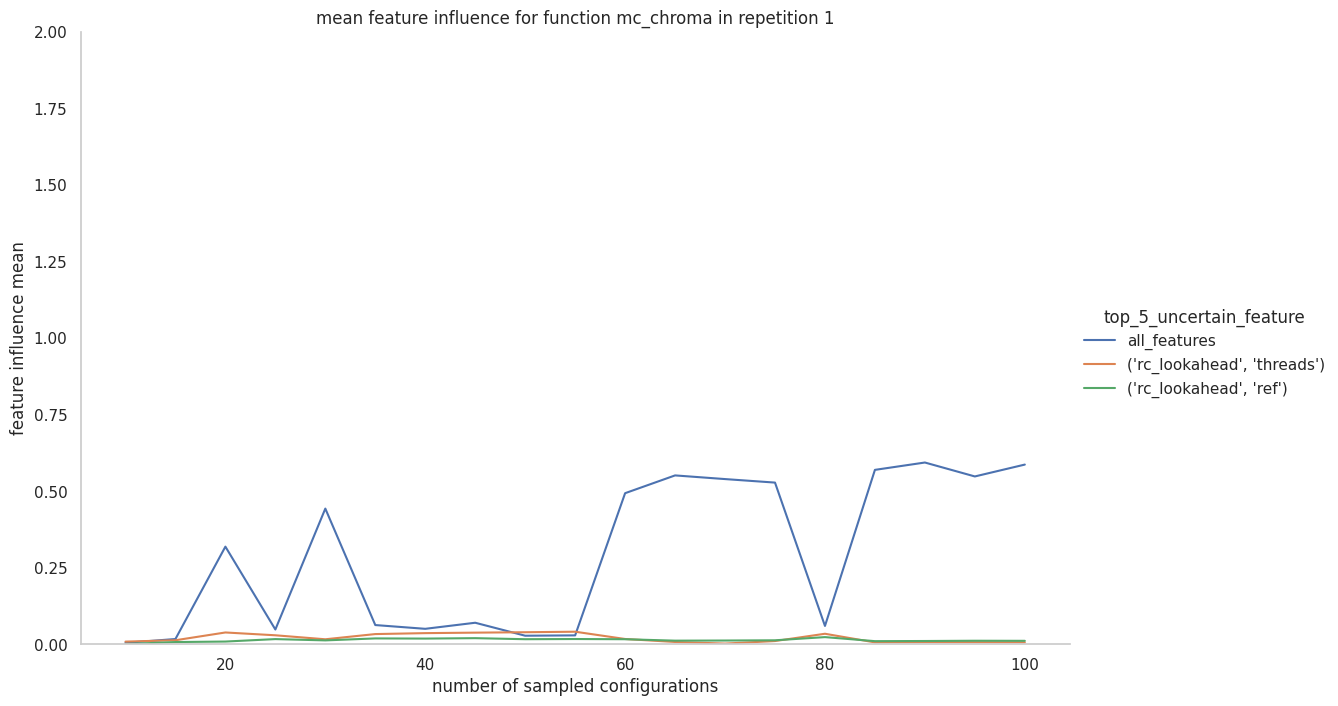 mean feature influence for function mc_chroma in repetition 1
2.00
1.75
1.50
1.25
1.00
0.75
0.50
0.25
0.00
feature influence mean
20
40
60
80
100
number of sampled configurations
top_5_uncertain_feature
all_features
('rc_lookahead', 'threads')
('rc_lookahead', 'ref')